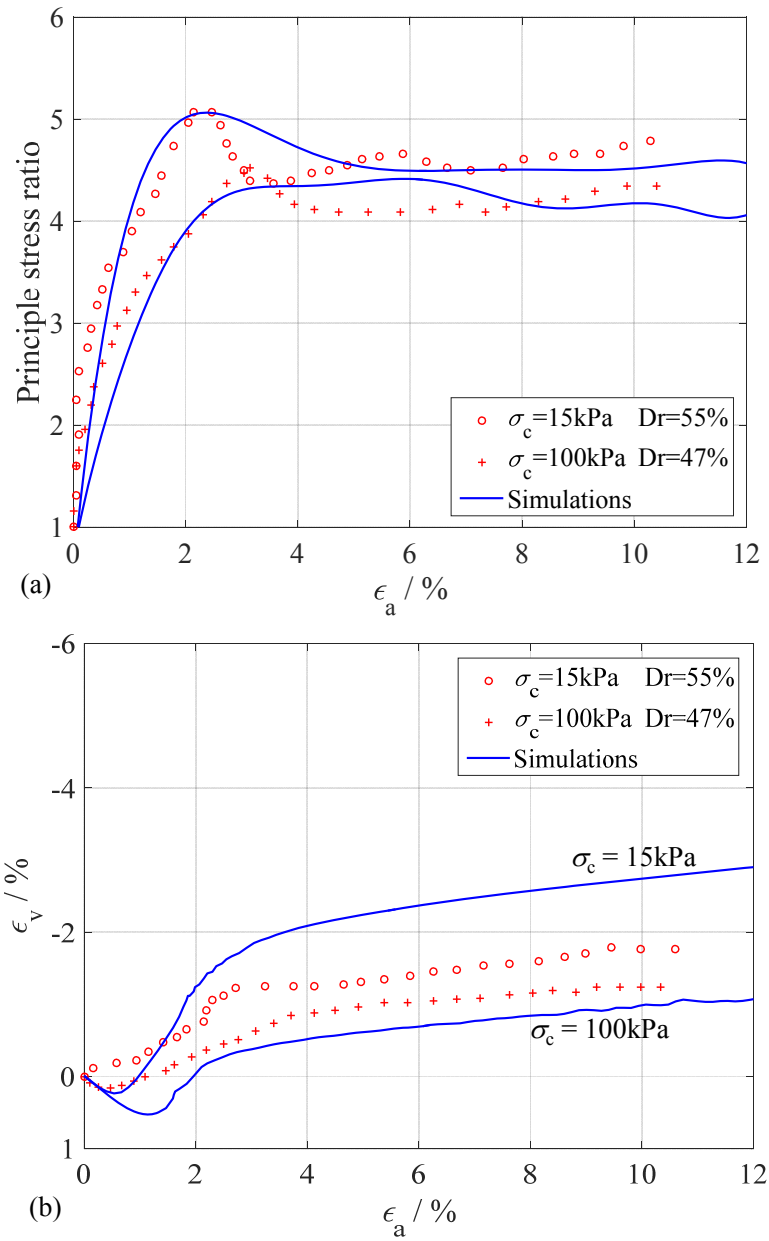 6
5
4
3
2
1
Principle stress ratio
σc=15kPa Dr=55%
σc=100kPa Dr=47%
Simulations
0 2 4 6 8 10 12
(a)
ϵa / %
-6
-4
-2
0
1
ϵv / %
σc=15kPa Dr=55%
σc=100kPa Dr=47%
Simulations
σc = 15kPa
σc = 100kPa
0 2 4 6 8 10 12
(b)
ϵa / %